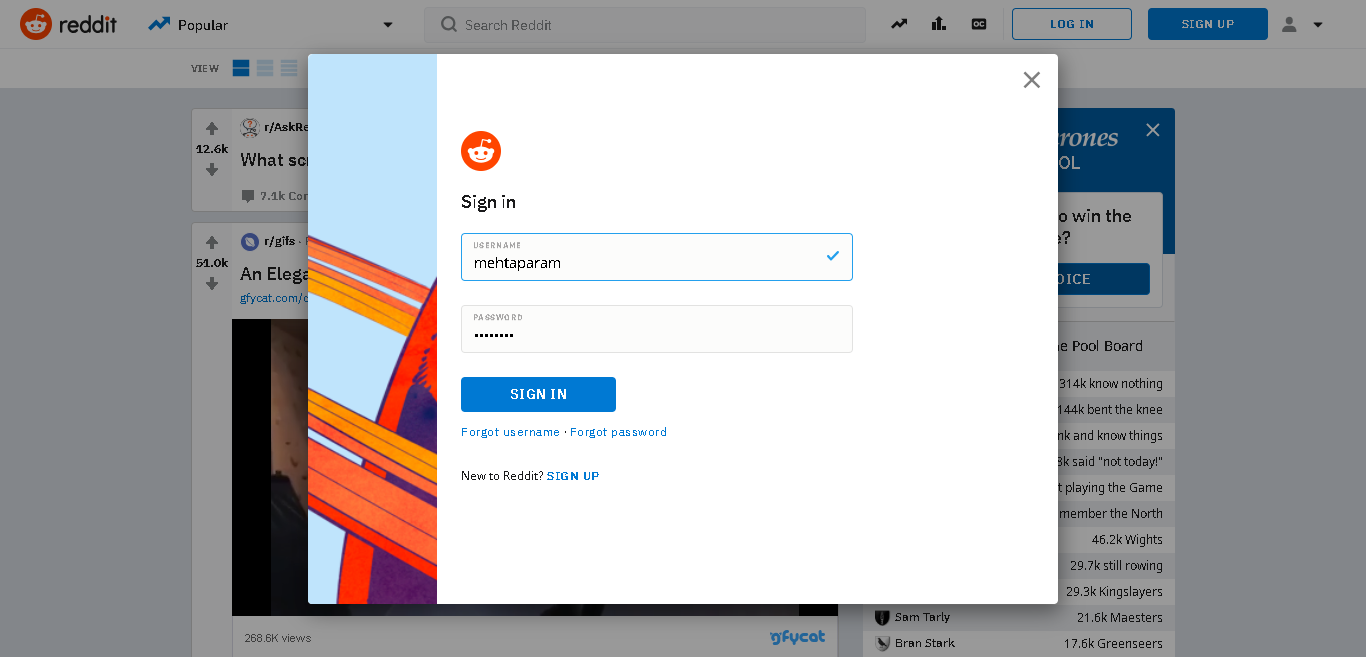 reddit
Popular
Search Reddit
LOG IN
SIGN UP
VIEW
r/AskRe
12.6k
What scr
7.1k Cor
r/gifs ·
51.0k
An Elega
gfycat.com/c
268.6K views
gfycat
Sign in
USERNAME
mehtaparam
PASSWORD
••••••••
SIGN IN
Forgot username · Forgot password
New to Reddit? SIGN UP
rones
OL
o win the
e?
OICE
e Pool Board
314k know nothing
144k bent the knee
nk and know things
8k said "not today!"
t playing the Game
member the North
46.2k Wights
29.7k still rowing
29.3k Kingslayers
Sam Tarly 21.6k Maesters
Bran Stark 17.6k Greenseers